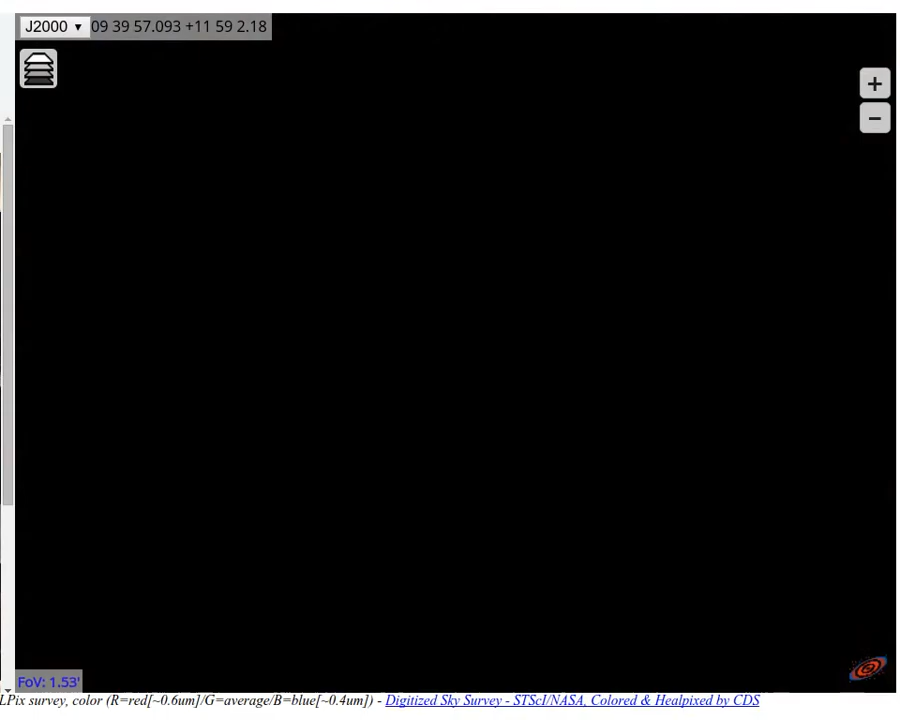 J2000 ▾ 09 39 57.093 +11 59 2.18
+
−
FoV: 1.53'
LPix survey, color (R=red[~0.6um]/G=average/B=blue[~0.4um]) - Digitized Sky Survey - STScI/NASA, Colored & Healpixed by CDS